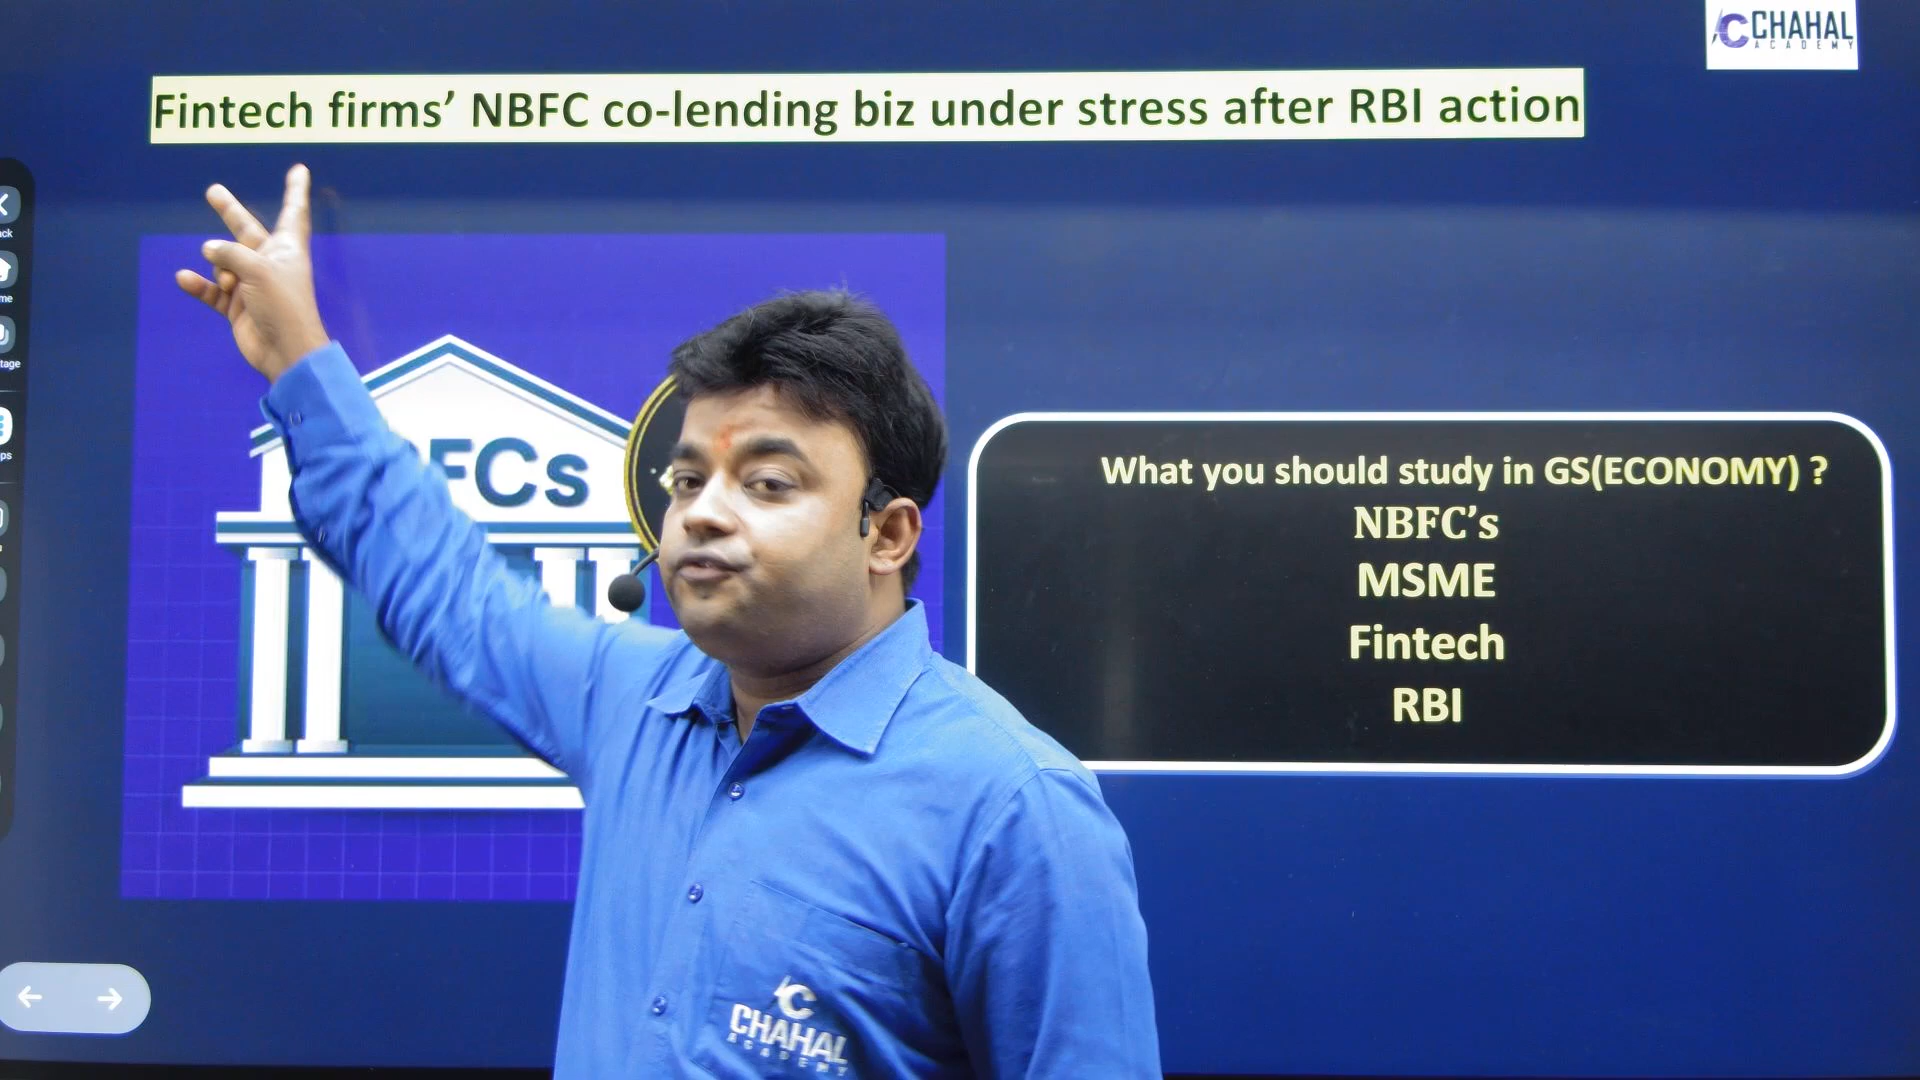 CHAHAL
ACADEMY
Fintech firms’ NBFC co-lending biz under stress after RBI action
FCs
What you should study in GS(ECONOMY) ?
NBFC’s
MSME
Fintech
RBI
CHAHAL
ACADEMY